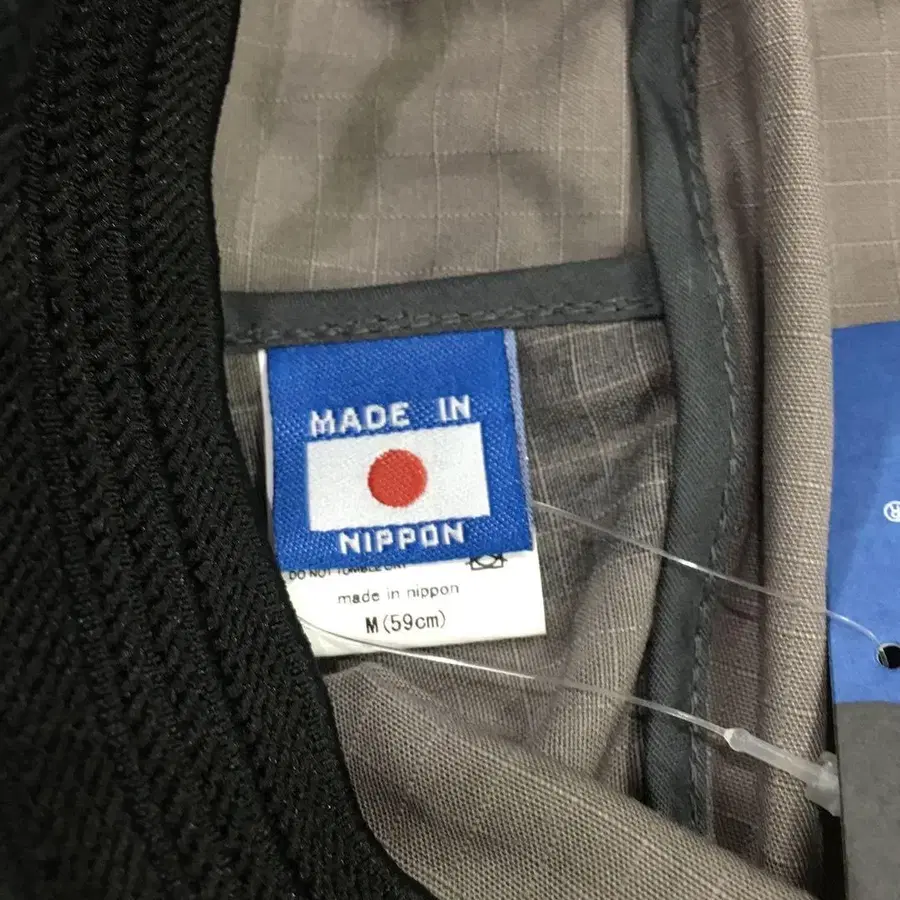 MADE IN
NIPPON
DO NOT TUMBLE DRY
made in nippon
M(59cm)
®